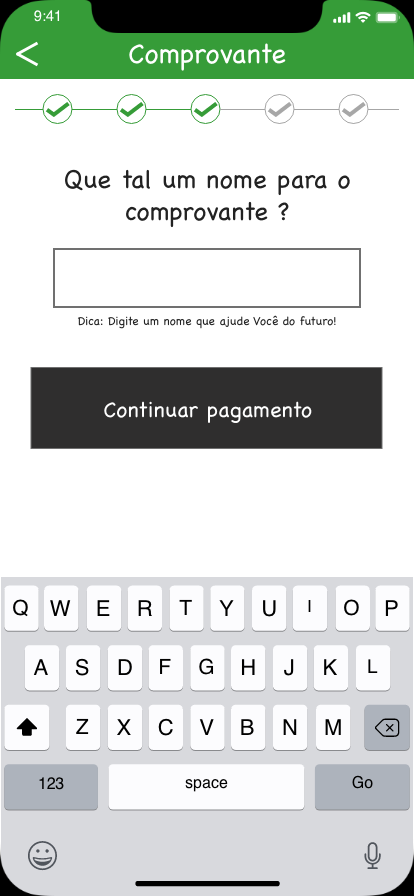 9:41
Comprovante
Que tal um nome para o
comprovante ?
Dica: Digite um nome que ajude Você do futuro!
Continuar pagamento
Q W E R T Y U I O P
A S D F G H J K L
Z X C V B N M
123 space Go